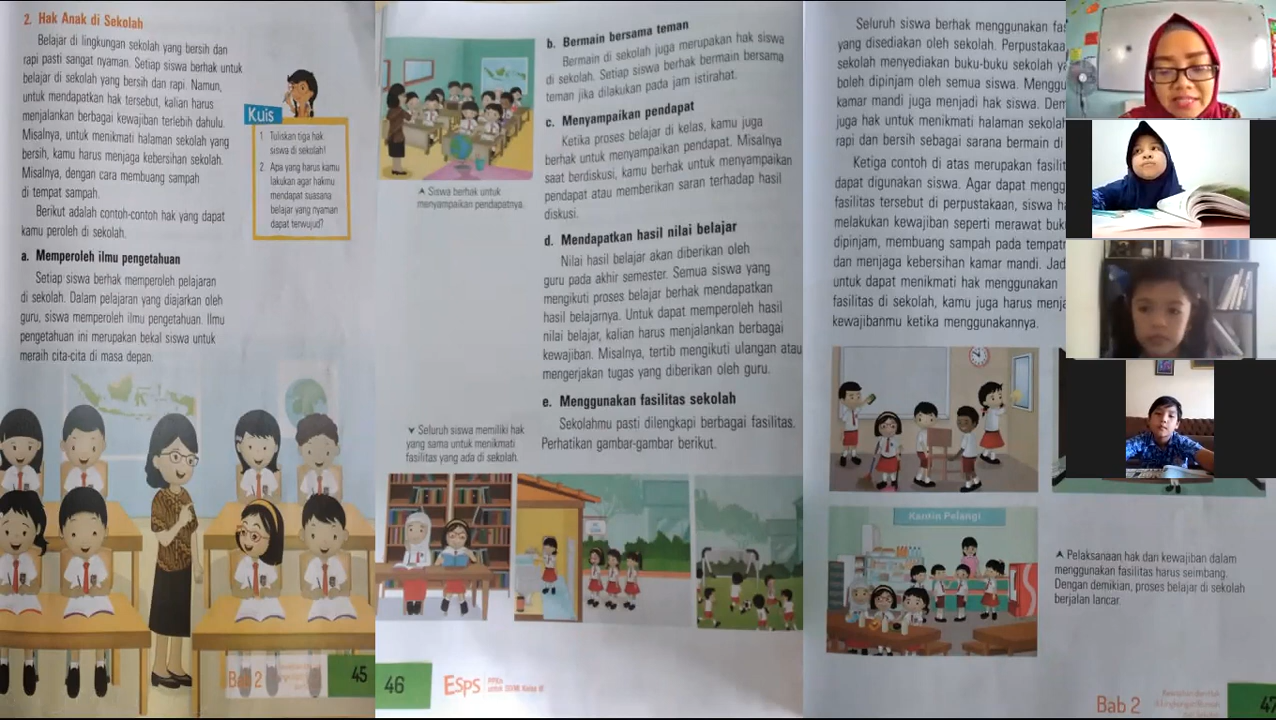 2. Hak Anak di Sekolah
Belajar di lingkungan sekolah yang bersih dan
rapi pasti sangat nyaman. Setiap siswa berhak untuk
belajar di sekolah yang bersih dan rapi. Namun,
untuk mendapatkan hak tersebut, kalian harus
menjalankan berbagai kewajiban terlebih dahulu.
Misalnya, untuk menikmati halaman sekolah yang
bersih, kamu harus menjaga kebersihan sekolah.
Misalnya, dengan cara membuang sampah
di tempat sampah.
Berikut adalah contoh-contoh hak yang dapat
kamu peroleh di sekolah.
a. Memperoleh ilmu pengetahuan
Setiap siswa berhak memperoleh pelajaran
di sekolah. Dalam pelajaran yang diajarkan oleh
guru, siswa memperoleh ilmu pengetahuan. Ilmu
pengetahuan ini merupakan bekal siswa untuk
meraih cita-cita di masa depan.
Kuis
1 Tuliskan tiga hak
siswa di sekolah!
2. Apa yang harus kamu
lakukan agar hakmu
mendapat suasana
belajar yang nyaman
dapat terwujud?
Bab 2
45
Siswa berhak untuk
menyampaikan pendapatnya.
b. Bermain bersama teman
Bermain di sekolah juga merupakan hak siswa
di sekolah. Setiap siswa berhak bermain bersama
teman jika dilakukan pada jam istirahat.
c. Menyampaikan pendapat
Ketika proses belajar di kelas, kamu juga
berhak untuk menyampaikan pendapat. Misalnya
saat berdiskusi, kamu berhak untuk menyampaikan
pendapat atau memberikan saran terhadap hasil
diskusi.
d. Mendapatkan hasil nilai belajar
Nilai hasil belajar akan diberikan oleh
guru pada akhir semester. Semua siswa yang
mengikuti proses belajar berhak mendapatkan
hasil belajarnya. Untuk dapat memperoleh hasil
nilai belajar, kalian harus menjalankan berbagai
kewajiban. Misalnya, tertib mengikuti ulangan atau
mengerjakan tugas yang diberikan oleh guru.
e. Menggunakan fasilitas sekolah
Sekolahmu pasti dilengkapi berbagai fasilitas.
Perhatikan gambar-gambar berikut.
Seluruh siswa memiliki hak
yang sama untuk menikmati
fasilitas yang ada di sekolah.
46
ESPS
PPKn
untuk SD/MI Kelas III
Seluruh siswa berhak menggunakan fas
yang disediakan oleh sekolah. Perpustakaa
sekolah menyediakan buku-buku sekolah ya
boleh dipinjam oleh semua siswa. Menggu
kamar mandi juga menjadi hak siswa. Dem
juga hak untuk menikmati halaman sekolah
rapi dan bersih sebagai sarana bermain di
Ketiga contoh di atas merupakan fasilit
dapat digunakan siswa. Agar dapat mengg
fasilitas tersebut di perpustakaan, siswa h
melakukan kewajiban seperti merawat buk
dipinjam, membuang sampah pada tempatn
dan menjaga kebersihan kamar mandi. Jad
untuk dapat menikmati hak menggunakan
fasilitas di sekolah, kamu juga harus menja
kewajibanmu ketika menggunakannya.
Kantin Pelangi
Pelaksanaan hak dan kewajiban dalam
menggunakan fasilitas harus seimbang.
Dengan demikian, proses belajar di sekolah
berjalan lancar.
Bab 2
47